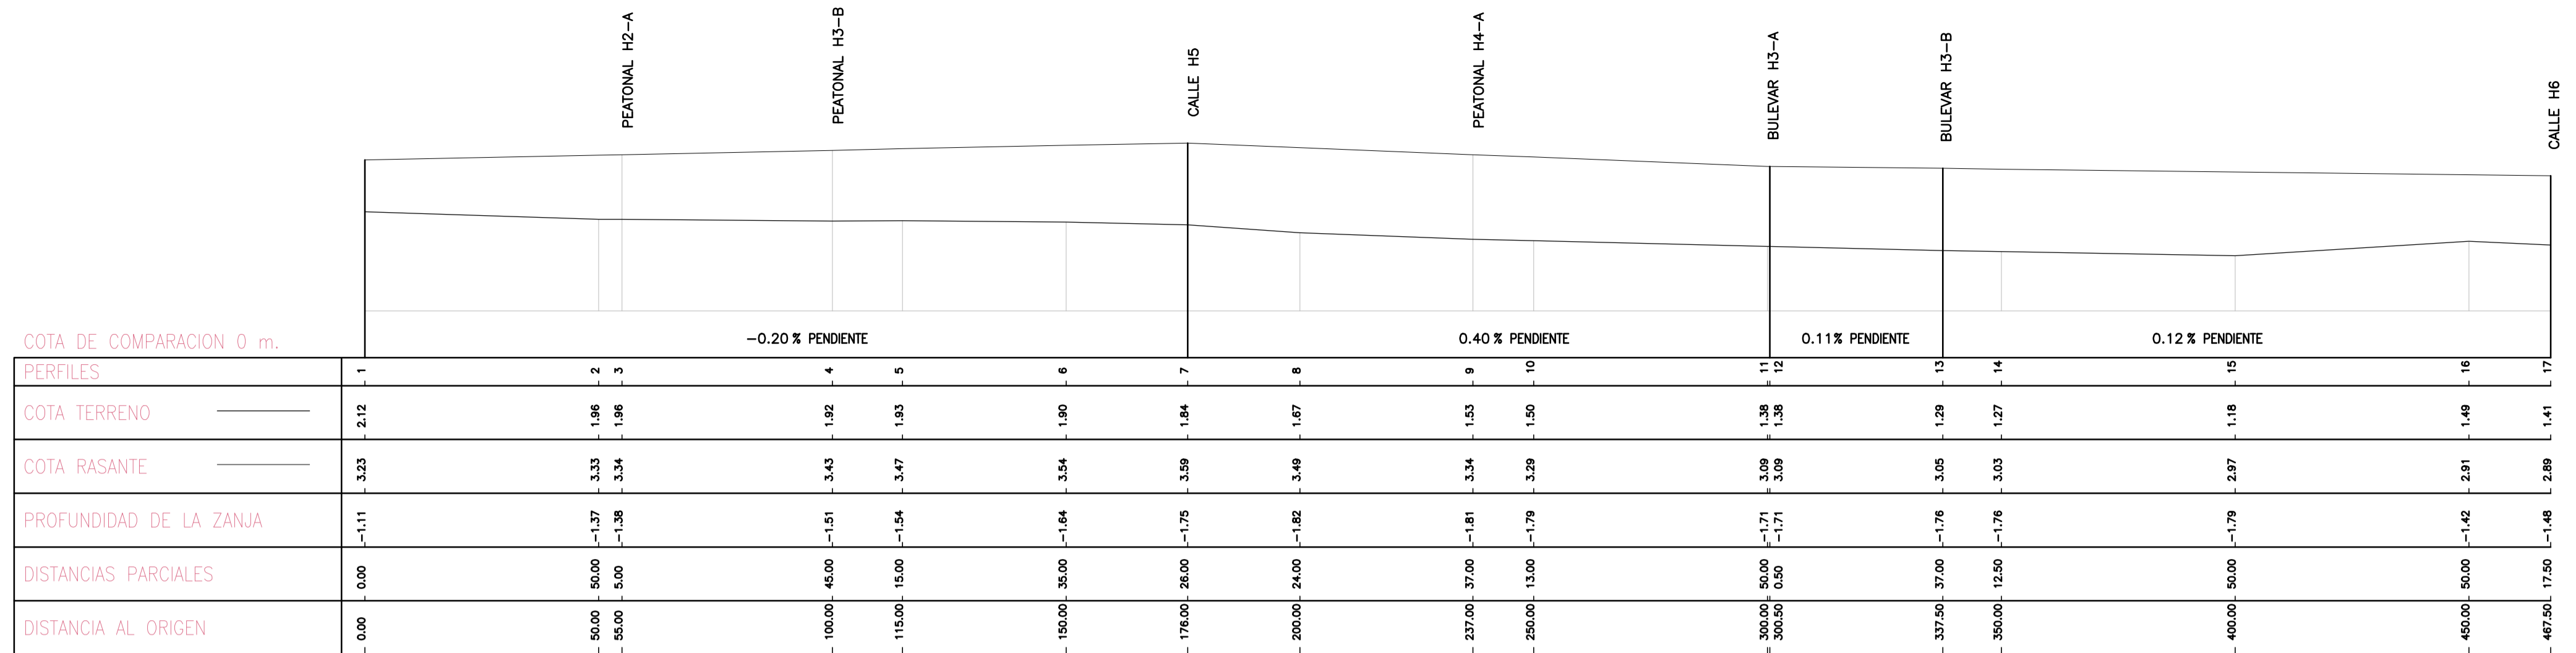 PEATONAL H2-A
PEATONAL H3-B
CALLE H5
PEATONAL H4-A
BULEVAR H3-A
BULEVAR H3-B
CALLE H6
COTA DE COMPARACION 0 m.
-0.20 % PENDIENTE
0.40 % PENDIENTE
0.11% PENDIENTE
0.12 % PENDIENTE
PERFILES 1 2 3 4 5 6 7 8 9 10 11 12 13 14 15 16 17
COTA TERRENO 2.12 1.96 1.96 1.92 1.93 1.90 1.84 1.67 1.53 1.50 1.38 1.38 1.29 1.27 1.18 1.49 1.41
COTA RASANTE 3.23 3.33 3.34 3.43 3.47 3.54 3.59 3.49 3.34 3.29 3.09 3.09 3.05 3.03 2.97 2.91 2.89
PROFUNDIDAD DE LA ZANJA -1.11 -1.37 -1.38 -1.51 -1.54 -1.64 -1.75 -1.82 -1.81 -1.79 -1.71 -1.71 -1.76 -1.76 -1.79 -1.42 -1.48
DISTANCIAS PARCIALES 0.00 50.00 5.00 45.00 15.00 35.00 26.00 24.00 37.00 13.00 50.00 0.50 37.00 12.50 50.00 50.00 17.50
DISTANCIA AL ORIGEN 0.00 50.00 55.00 100.00 115.00 150.00 176.00 200.00 237.00 250.00 300.00 300.50 337.50 350.00 400.00 450.00 467.50